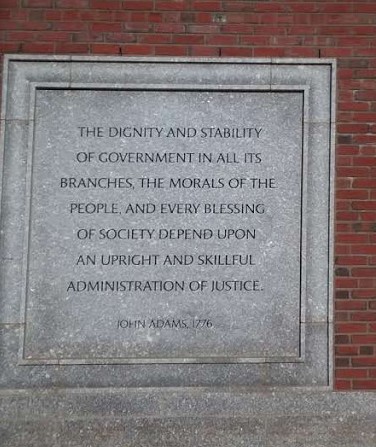 THE DIGNITY AND STABILITY
OF GOVERNMENT IN ALL ITS
BRANCHES, THE MORALS OF THE
PEOPLE, AND EVERY BLESSING
OF SOCIETY DEPEND UPON
AN UPRIGHT AND SKILLFUL
ADMINISTRATION OF JUSTICE.
JOHN ADAMS, 1776